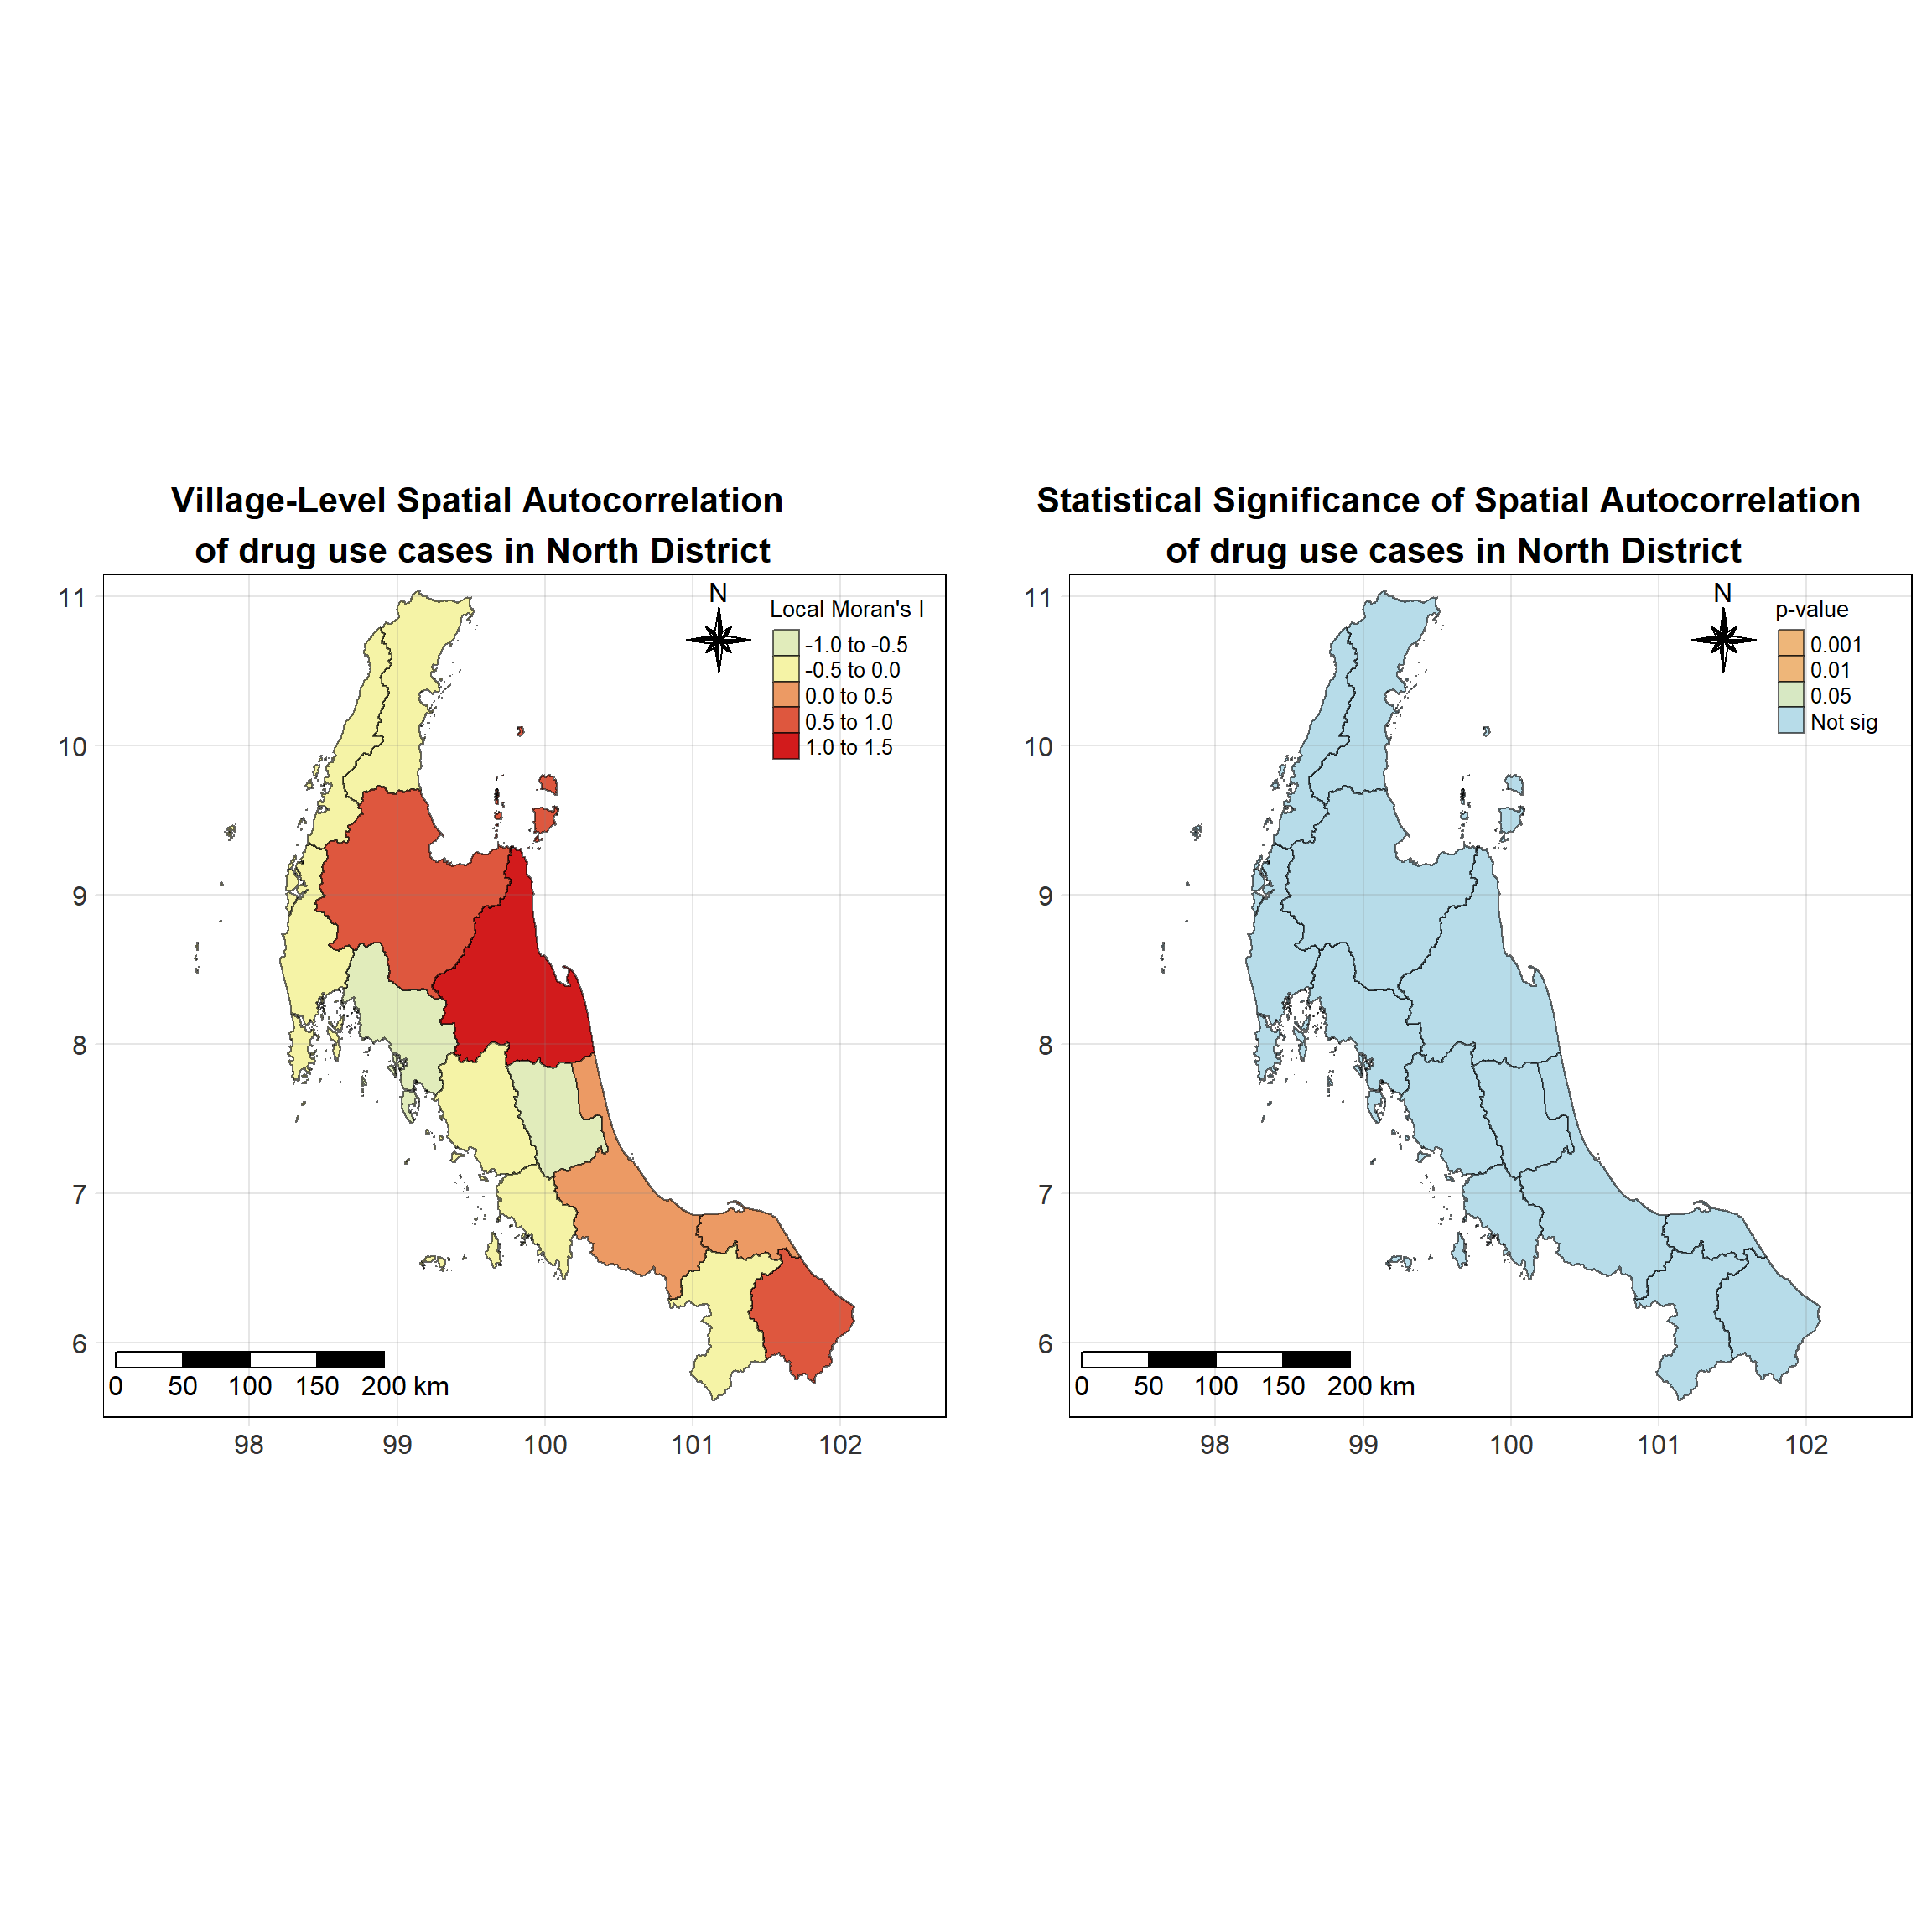 Village-Level Spatial Autocorrelation
of drug use cases in North District
N
Local Moran's I
-1.0 to -0.5
-0.5 to 0.0
0.0 to 0.5
0.5 to 1.0
1.0 to 1.5
11
10
9
8
7
6
0 50 100 150 200 km
98 99 100 101 102
Statistical Significance of Spatial Autocorrelation
of drug use cases in North District
N
p-value
0.001
0.01
0.05
Not sig
11
10
9
8
7
6
0 50 100 150 200 km
98 99 100 101 102